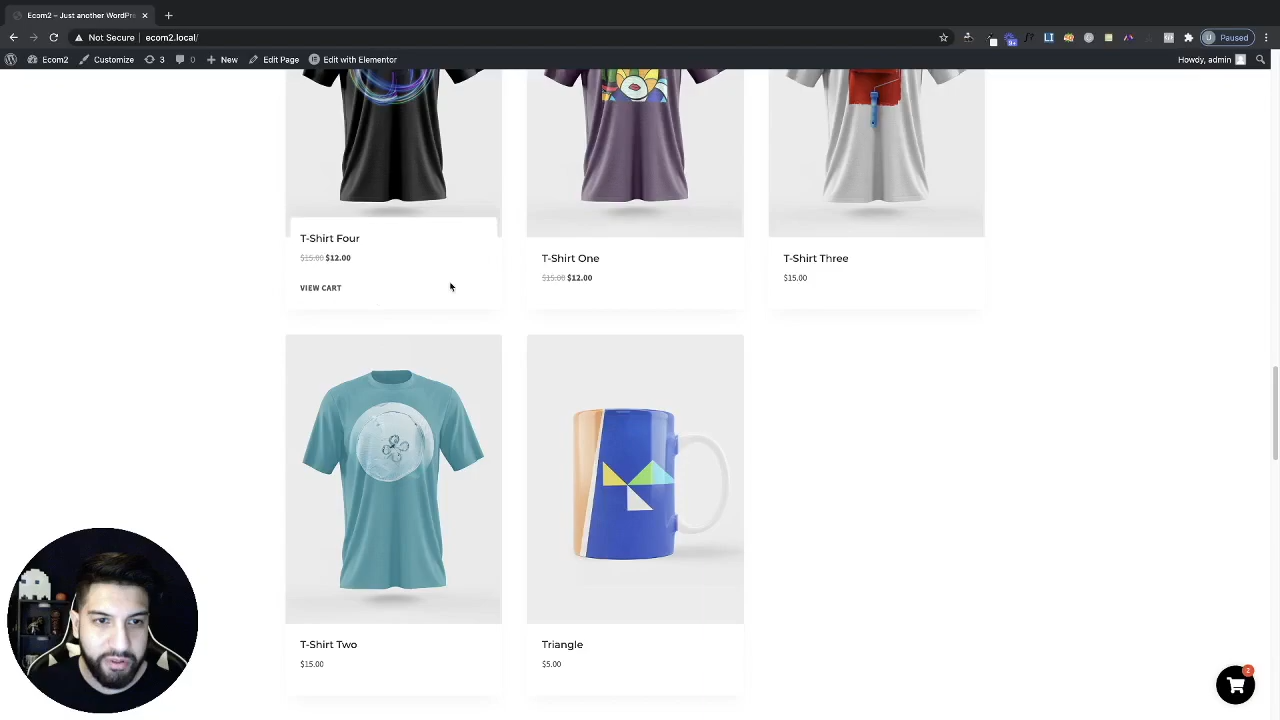 Ecom2 – Just another WordPre
Not Secure
ecom2.local/
Paused
Ecom2
Customize
3
0
New
Edit Page
Edit with Elementor
Howdy, admin
T-Shirt Four
$15.00 $12.00
VIEW CART
T-Shirt One
$15.00 $12.00
T-Shirt Three
$15.00
T-Shirt Two
$15.00
Triangle
$5.00
2